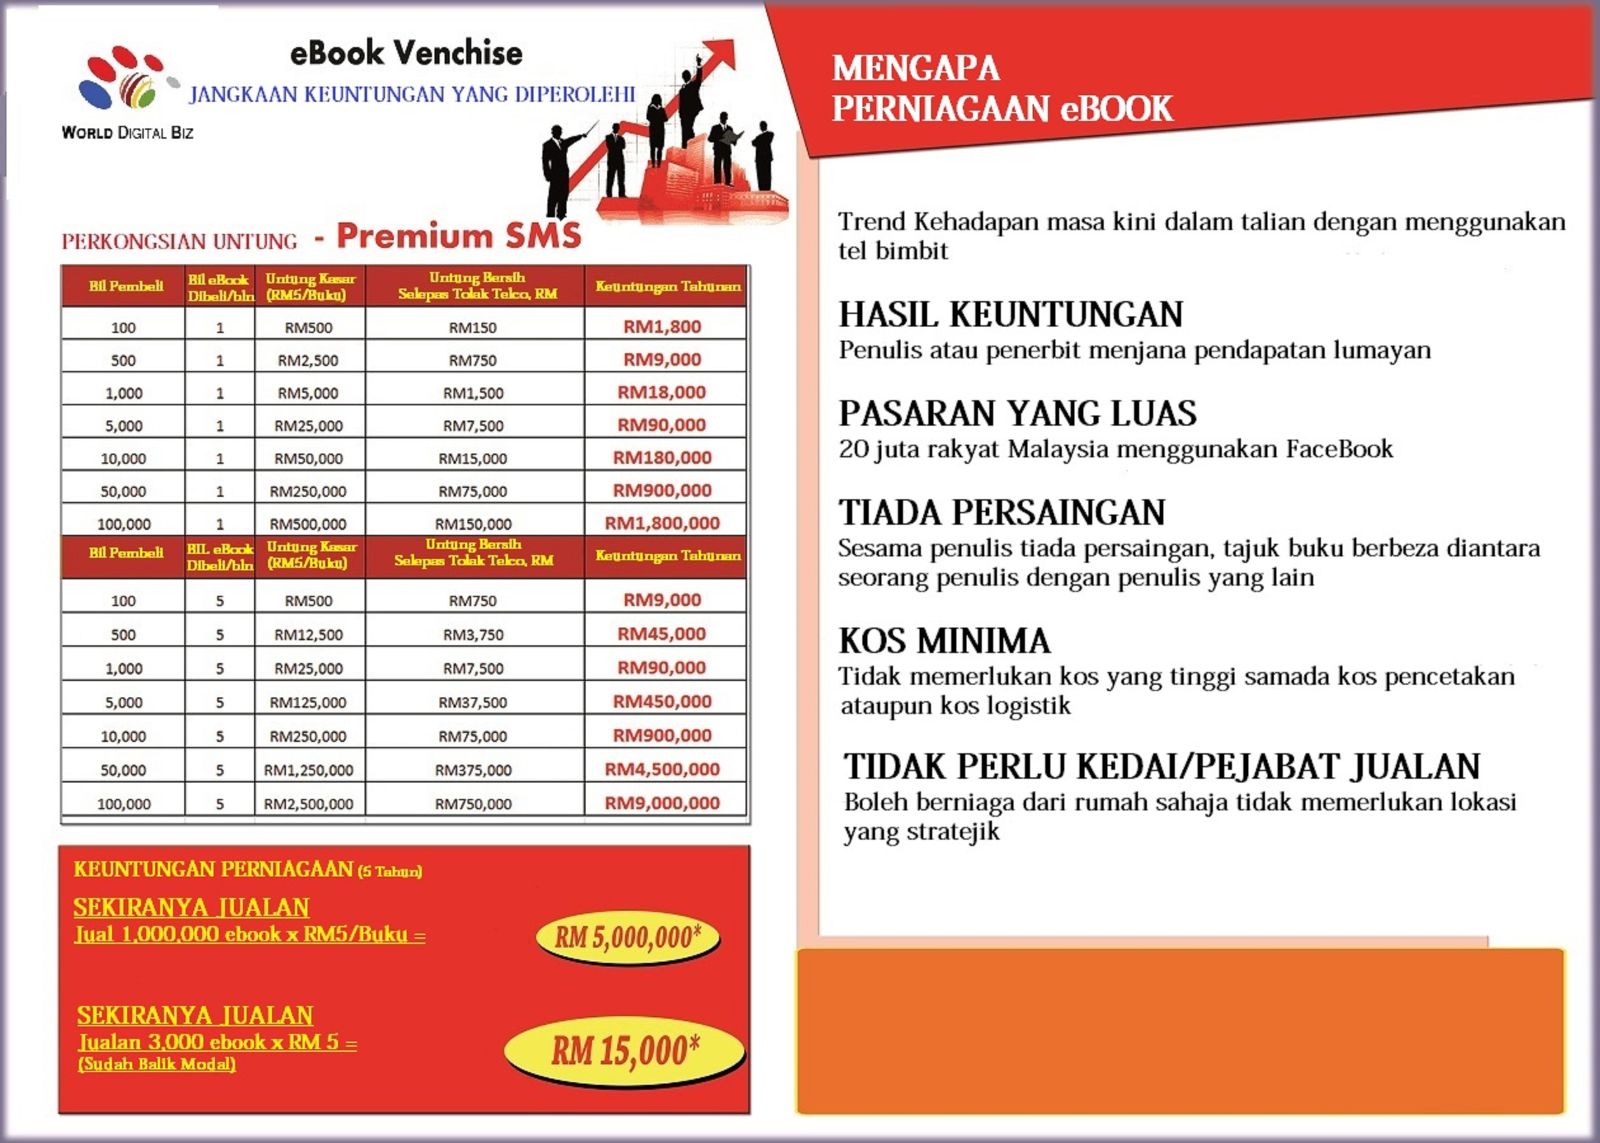 eBook Venchise
JANGKAAN KEUNTUNGAN YANG DIPEROLEHI
WORLD DIGITAL BIZ
PERKONGSIAN UNTUNG - Premium SMS
Bil Pembeli Bil eBook Dibeli/bln Untung Kasar (RM5/Buku) Untung Bersih Selepas Tolak Telco, RM Keuntungan Tahunan
100 1 RM500 RM150 RM1,800
500 1 RM2,500 RM750 RM9,000
1,000 1 RM5,000 RM1,500 RM18,000
5,000 1 RM25,000 RM7,500 RM90,000
10,000 1 RM50,000 RM15,000 RM180,000
50,000 1 RM250,000 RM75,000 RM900,000
100,000 1 RM500,000 RM150,000 RM1,800,000
Bil Pembeli BIL eBook Dibeli/bln Untung Kasar (RM5/Buku) Untung Bersih Selepas Tolak Telco, RM Keuntungan Tahunan
100 5 RM500 RM750 RM9,000
500 5 RM12,500 RM3,750 RM45,000
1,000 5 RM25,000 RM7,500 RM90,000
5,000 5 RM125,000 RM37,500 RM450,000
10,000 5 RM250,000 RM75,000 RM900,000
50,000 5 RM1,250,000 RM375,000 RM4,500,000
100,000 5 RM2,500,000 RM750,000 RM9,000,000
KEUNTUNGAN PERNIAGAAN (5 Tahun)
SEKIRANYA JUALAN
Jual 1,000,000 ebook x RM5/Buku = RM 5,000,000*
SEKIRANYA JUALAN
Jualan 3,000 ebook x RM 5 = RM 15,000*
(Sudah Balik Modal)
MENGAPA
PERNIAGAAN eBOOK
Trend Kehadapan masa kini dalam talian dengan menggunakan
tel bimbit
HASIL KEUNTUNGAN
Penulis atau penerbit menjana pendapatan lumayan
PASARAN YANG LUAS
20 juta rakyat Malaysia menggunakan FaceBook
TIADA PERSAINGAN
Sesama penulis tiada persaingan, tajuk buku berbeza diantara
seorang penulis dengan penulis yang lain
KOS MINIMA
Tidak memerlukan kos yang tinggi samada kos pencetakan
ataupun kos logistik
TIDAK PERLU KEDAI/PEJABAT JUALAN
Boleh berniaga dari rumah sahaja tidak memerlukan lokasi
yang stratejik